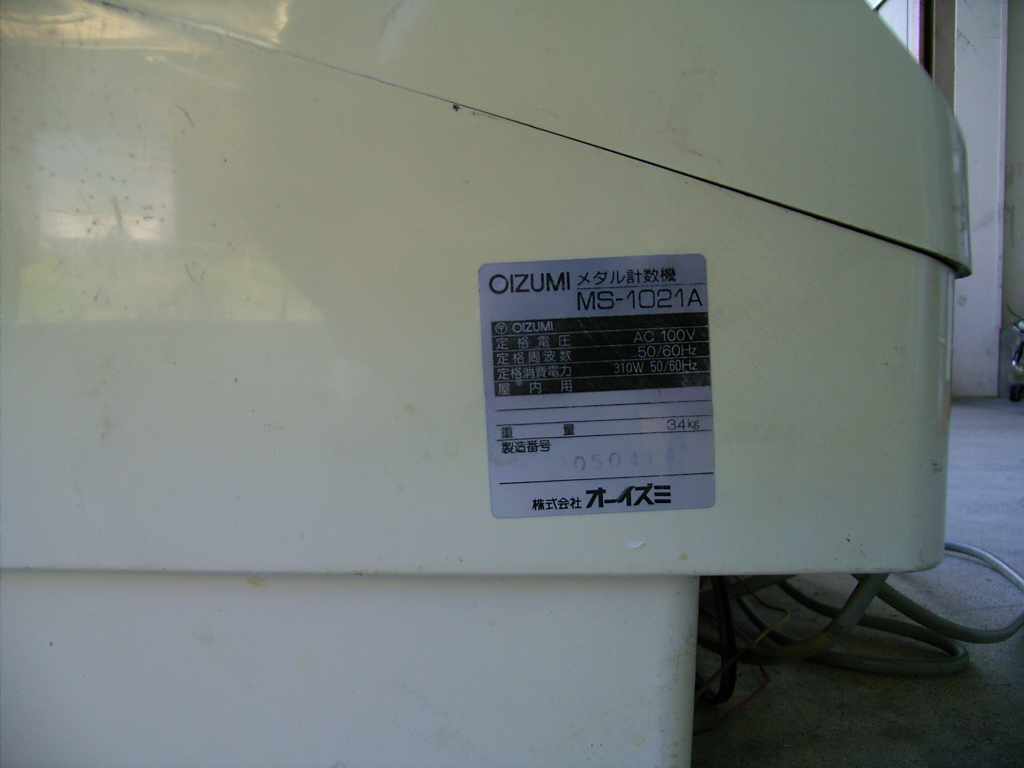 OIZUMI メダル計数機
MS-1021A
〒 OIZUMI
定格電圧 AC 100V
定格周波数 50/60Hz
定格消費電力 310W 50/60Hz
屋内用
重量 34kg
製造番号
株式会社 オーイズミ